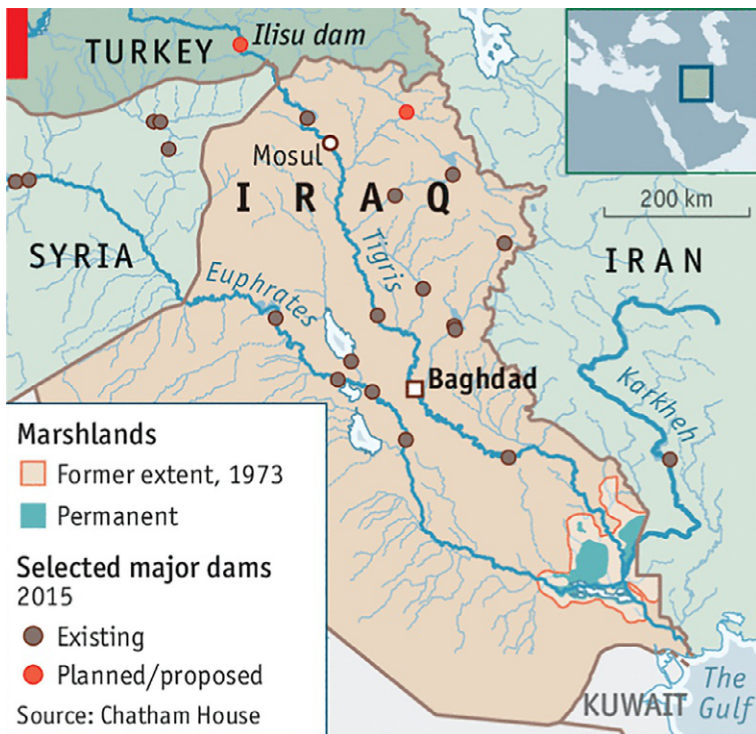 Ilisu dam
TURKEY
Mosul
IRAQ
200 km
SYRIA
Tigris
IRAN
Euphrates
Baghdad
Karkheh
Marshlands
Former extent, 1973
Permanent
Selected major dams
2015
Existing
Planned/proposed
Source: Chatham House
KUWAIT
The
Gulf